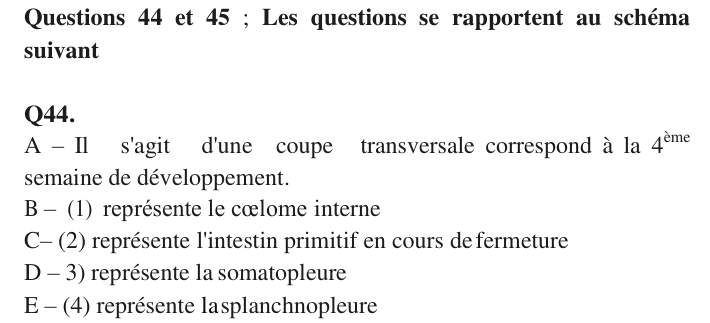 Questions 44 et 45 ; Les questions se rapportent au schéma
suivant
Q44.
A – Il s'agit d'une coupe transversale correspond à la 4ème
semaine de développement.
B – (1) représente le cœlome interne
C– (2) représente l'intestin primitif en cours de fermeture
D – 3) représente la somatopleure
E – (4) représente lasplanchnopleure